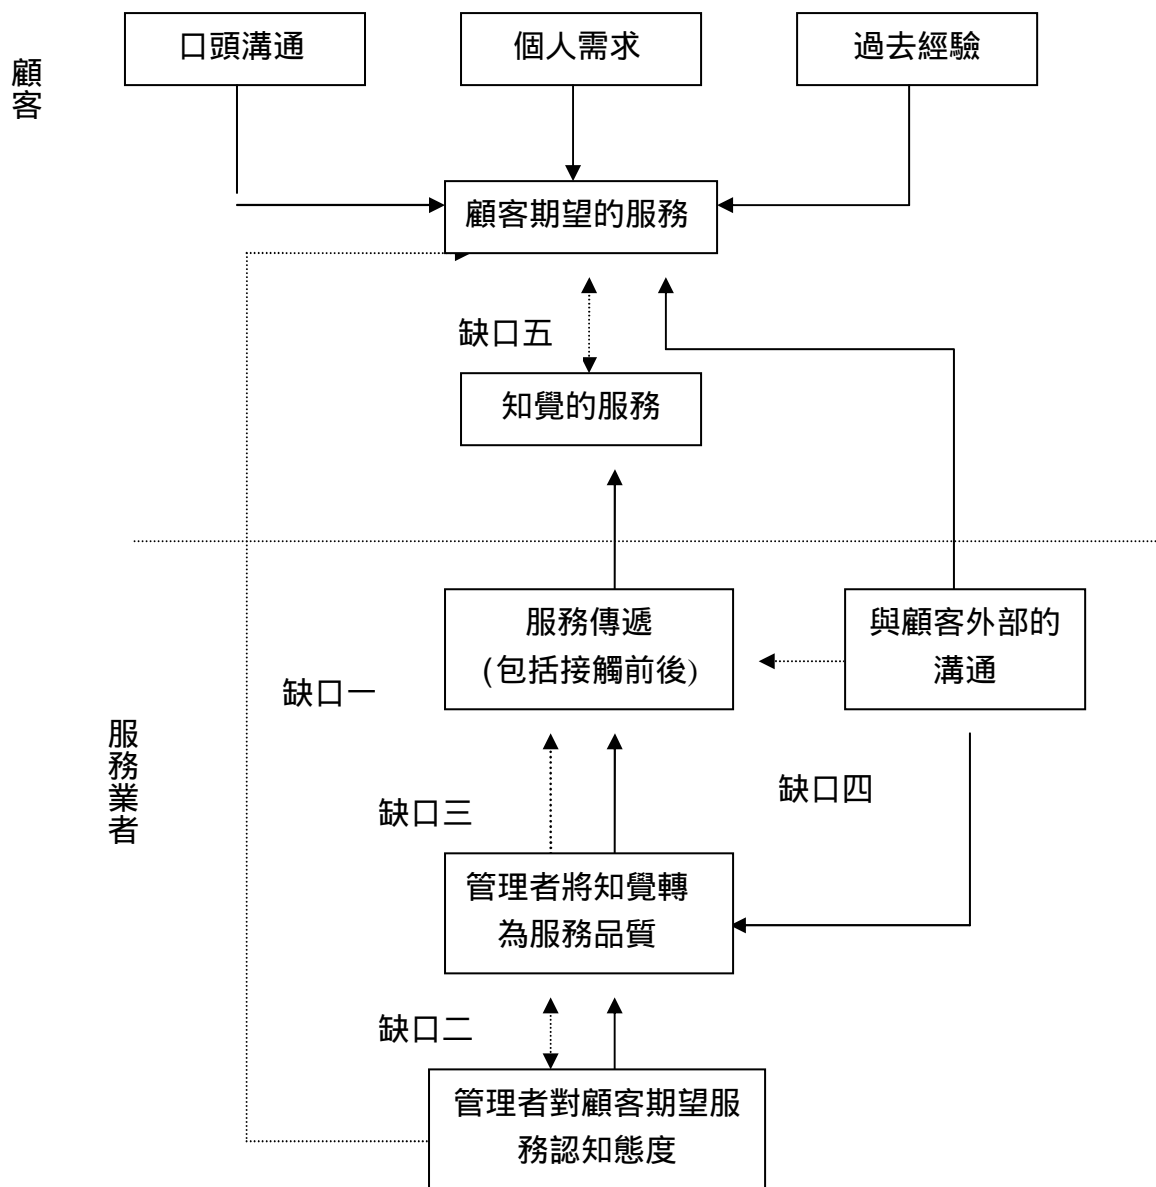 口頭溝通
個人需求
過去經驗
顧客
顧客期望的服務
缺口五
知覺的服務
服務傳遞
(包括接觸前後)
與顧客外部的
溝通
缺口一
服務業者
缺口三
缺口四
管理者將知覺轉
為服務品質
缺口二
管理者對顧客期望服
務認知態度